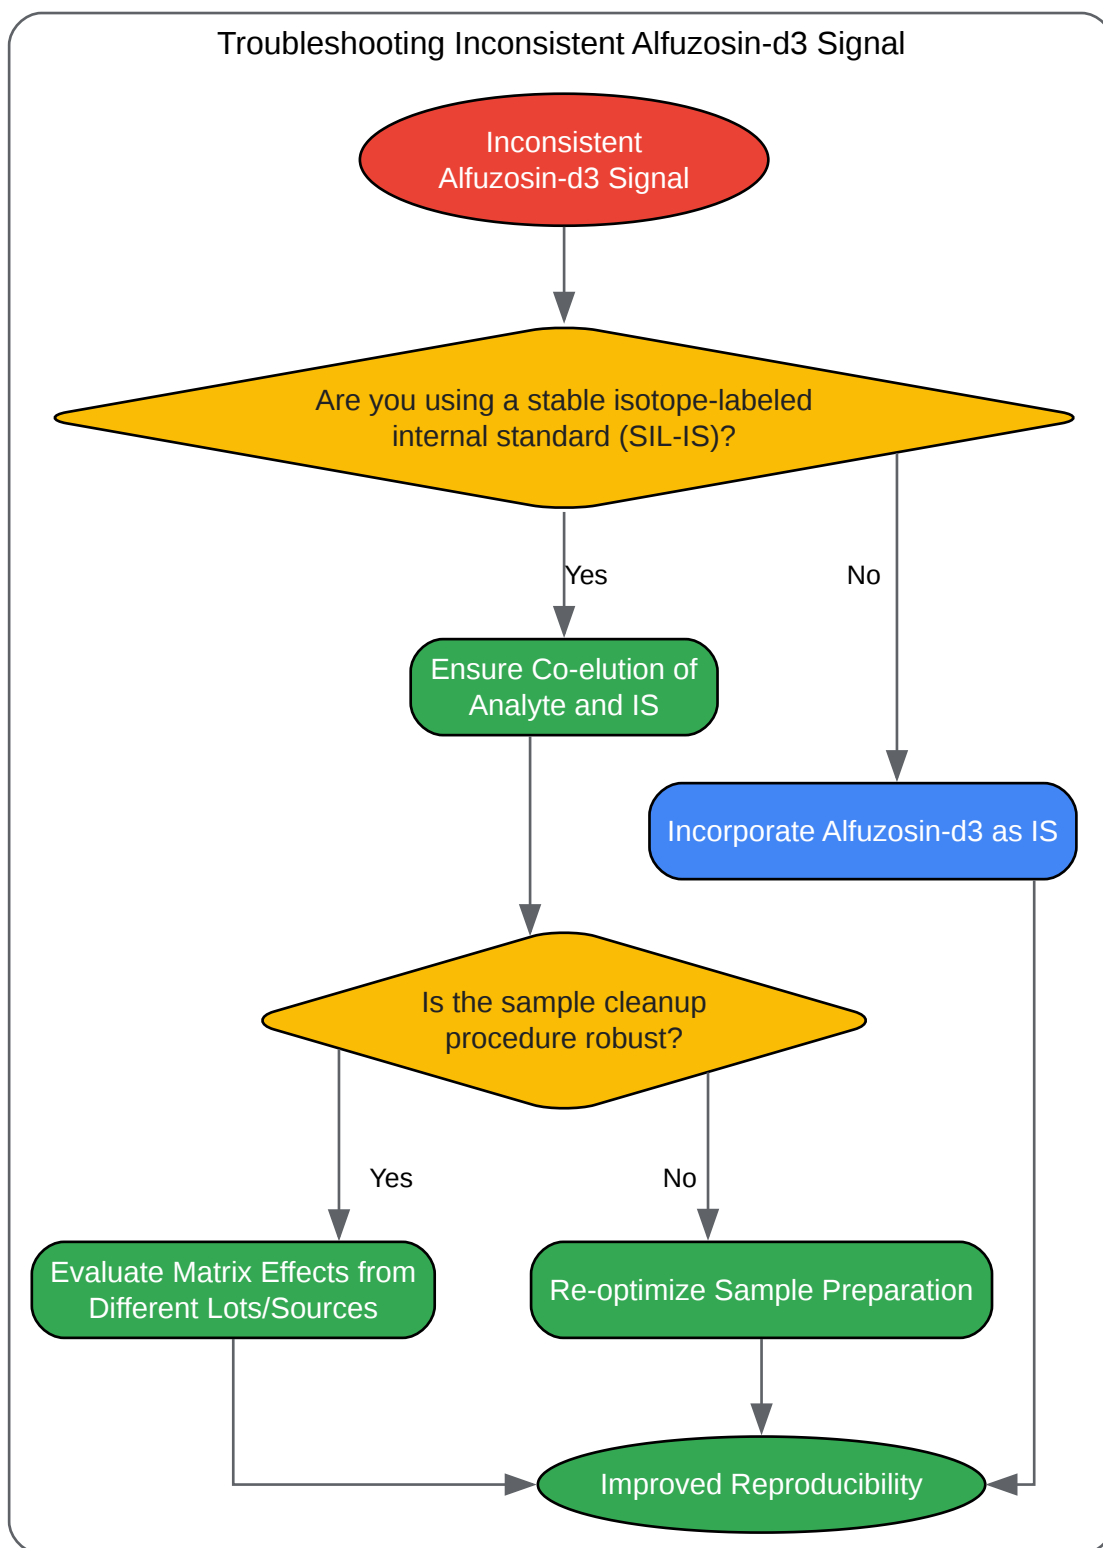 Troubleshooting Inconsistent Alfuzosin-d3 Signal
Inconsistent
Alfuzosin-d3 Signal
Are you using a stable isotope-labeled
internal standard (SIL-IS)?
Yes
No
Ensure Co-elution of
Analyte and IS
Incorporate Alfuzosin-d3 as IS
Is the sample cleanup
procedure robust?
Yes
No
Evaluate Matrix Effects from
Different Lots/Sources
Re-optimize Sample Preparation
Improved Reproducibility